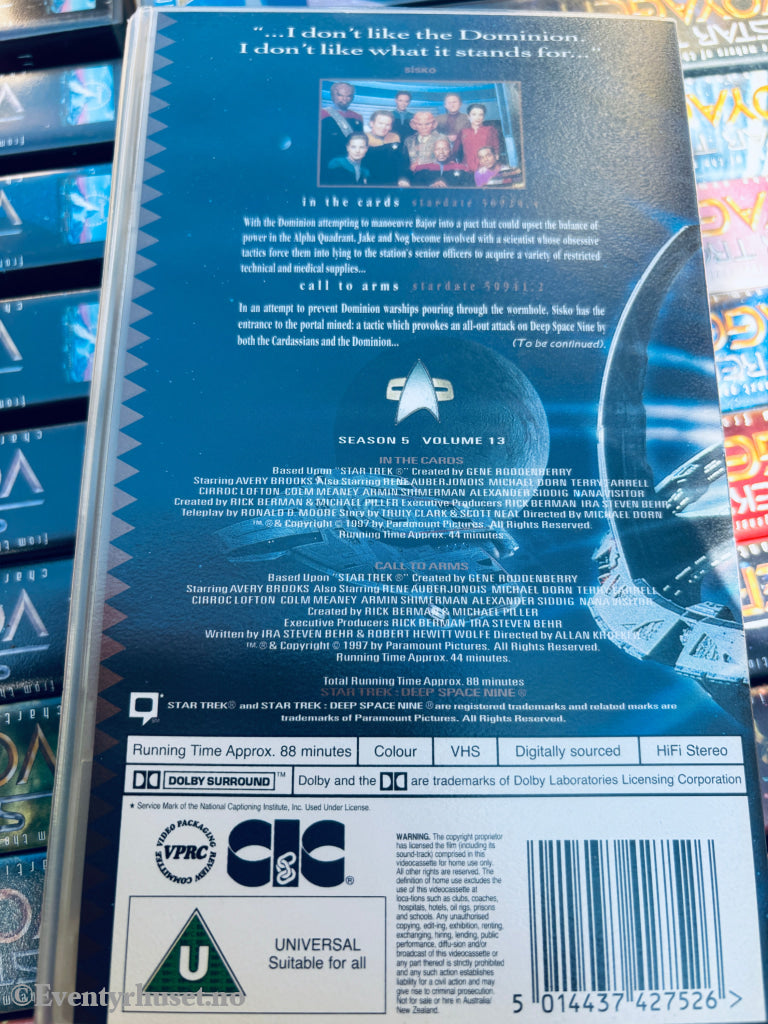 "...I don't like the Dominion.
I don't like what it stands for..."
sisko
in the cards stardate 50929.4
With the Dominion attempting to manoeuvre Bajor into a pact that could upset the balance of
power in the Alpha Quadrant, Jake and Nog become involved with a scientist whose obsessive
tactics force them into lying to the station's senior officers to acquire a variety of restricted
technical and medical supplies...
call to arms stardate 50941.2
In an attempt to prevent Dominion warships pouring through the wormhole, Sisko has the
entrance to the portal mined: a tactic which provokes an all-out attack on Deep Space Nine by
both the Cardassians and the Dominion... (To be continued).
SEASON 5 VOLUME 13
IN THE CARDS
Based Upon "STAR TREK ®" Created by GENE RODDENBERRY
Starring AVERY BROOKS Also Starring RENE AUBERJONOIS MICHAEL DORN TERRY FARRELL
CIRROC LOFTON COLM MEANEY ARMIN SHIMERMAN ALEXANDER SIDDIG NANA VISITOR
Created by RICK BERMAN & MICHAEL PILLER Executive Producers RICK BERMAN IRA STEVEN BEHR
Teleplay by RONALD D. MOORE Story by TRULY CLARK & SCOTT NEAL Directed By MICHAEL DORN
™, ® & Copyright © 1997 by Paramount Pictures. All Rights Reserved.
Running Time Approx. 44 minutes.
CALL TO ARMS
Based Upon "STAR TREK ®" Created by GENE RODDENBERRY
Starring AVERY BROOKS Also Starring RENE AUBERJONOIS MICHAEL DORN TERRY FARRELL
CIRROC LOFTON COLM MEANEY ARMIN SHIMERMAN ALEXANDER SIDDIG NANA VISITOR
Created by RICK BERMAN & MICHAEL PILLER
Executive Producers RICK BERMAN IRA STEVEN BEHR
Written by IRA STEVEN BEHR & ROBERT HEWITT WOLFE Directed by ALLAN KROEKER
™, ® & Copyright © 1997 by Paramount Pictures. All Rights Reserved.
Running Time Approx. 44 minutes.
Total Running Time Approx. 88 minutes
STAR TREK : DEEP SPACE NINE ®
STAR TREK® and STAR TREK : DEEP SPACE NINE ® are registered trademarks and related marks are
trademarks of Paramount Pictures. All Rights Reserved.
Running Time Approx. 88 minutes Colour VHS Digitally sourced HiFi Stereo
DOLBY SURROUND ™ Dolby and the are trademarks of Dolby Laboratories Licensing Corporation
★ Service Mark of the National Captioning Institute, Inc. Used Under License.
VIDEO PACKAGING REVIEW COMMITTEE
VPRC
CIC
&
®
U
UNIVERSAL
Suitable for all
WARNING. The copyright proprietor
has licensed the film (including its
sound-track) comprised in this
videocassette for home use only.
All other rights are reserved. The
definition of home use excludes the
use of this videocassette at
loca-tions such as clubs, coaches,
hospitals, hotels, oil rigs, prisons
and schools. Any unauthorised
copying, edit-ing, exhibition, renting,
exchanging, hiring, lending, public
performance, diffu-sion and/or
broadcast of this videocassette or
any part thereof is strictly prohibited
and any such action establishes
liability for a civil action and may
give rise to criminal prosecution.
Not for sale or hire in Australia/
New Zealand.
5 014437 427526 >
©Eventyrhuset.no